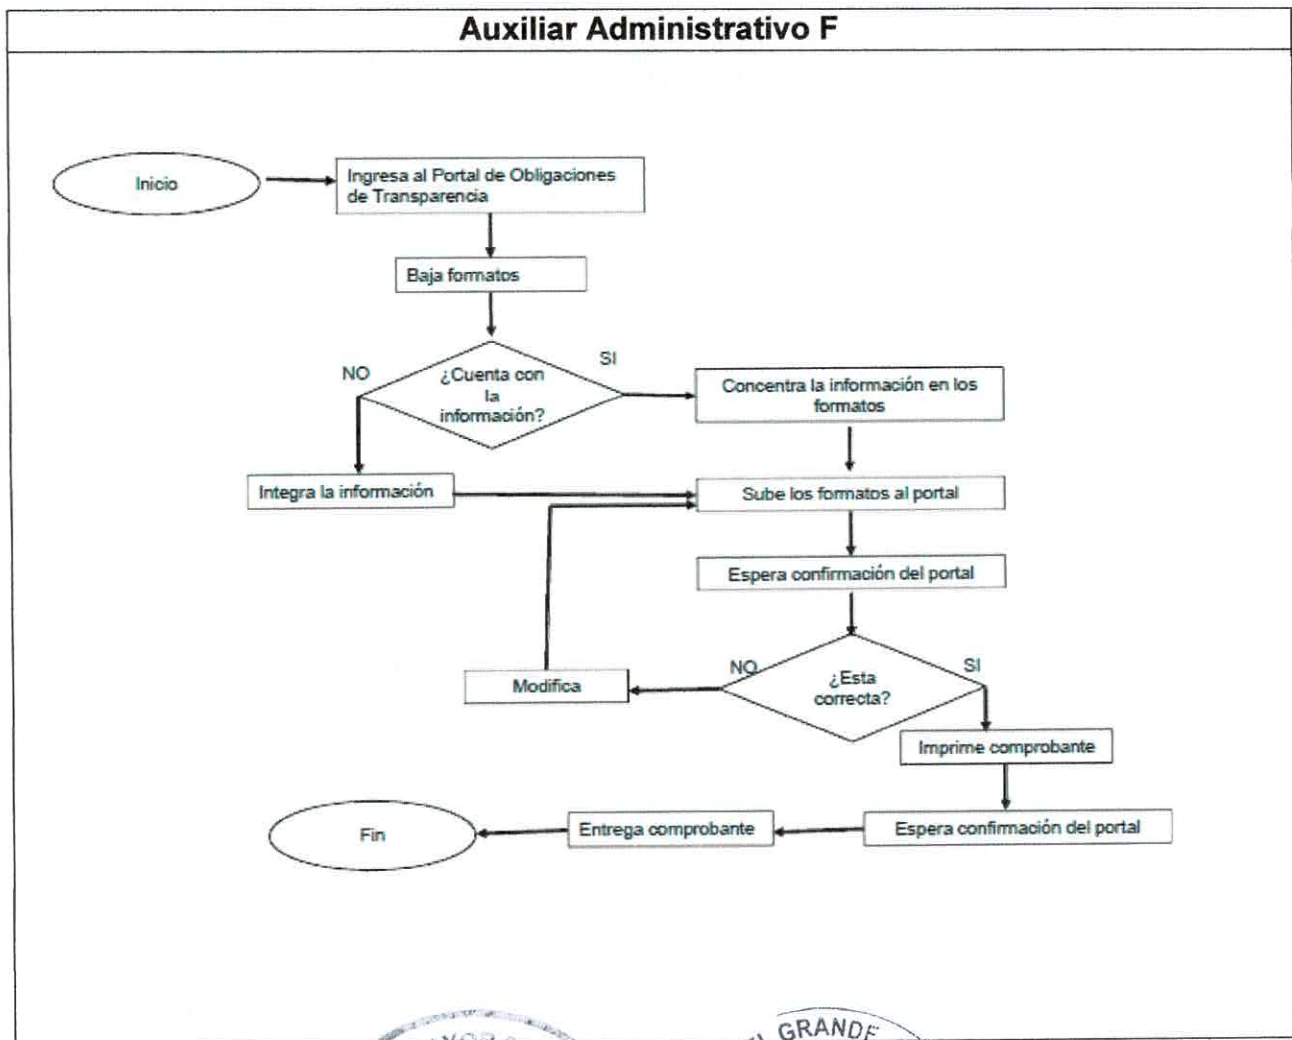 Auxiliar Administrativo F
Inicio
Ingresa al Portal de Obligaciones
de Transparencia
Baja formatos
NO
¿Cuenta con
la
información?
SI
Concentra la información en los
formatos
Integra la información
Sube los formatos al portal
Espera confirmación del portal
Modifica
NO
¿Esta
correcta?
SI
Imprime comprobante
Fin
Entrega comprobante
Espera confirmación del portal
GRANDE